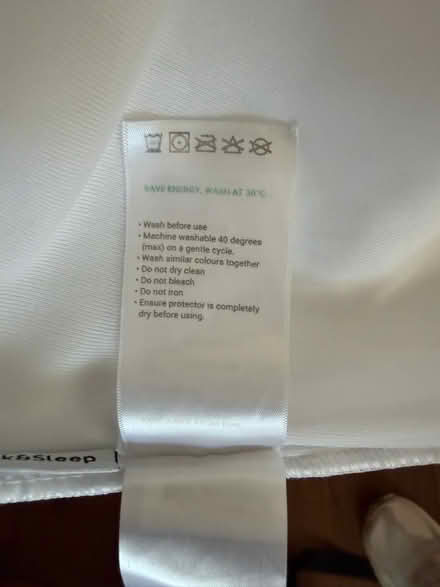 SAVE ENERGY, WASH AT 30°C
• Wash before use
• Machine washable 40 degrees
(max) on a gentle cycle.
• Wash similar colours together
• Do not dry clean
• Do not bleach
• Do not iron
• Ensure protector is completely
dry before using.
&Sleep